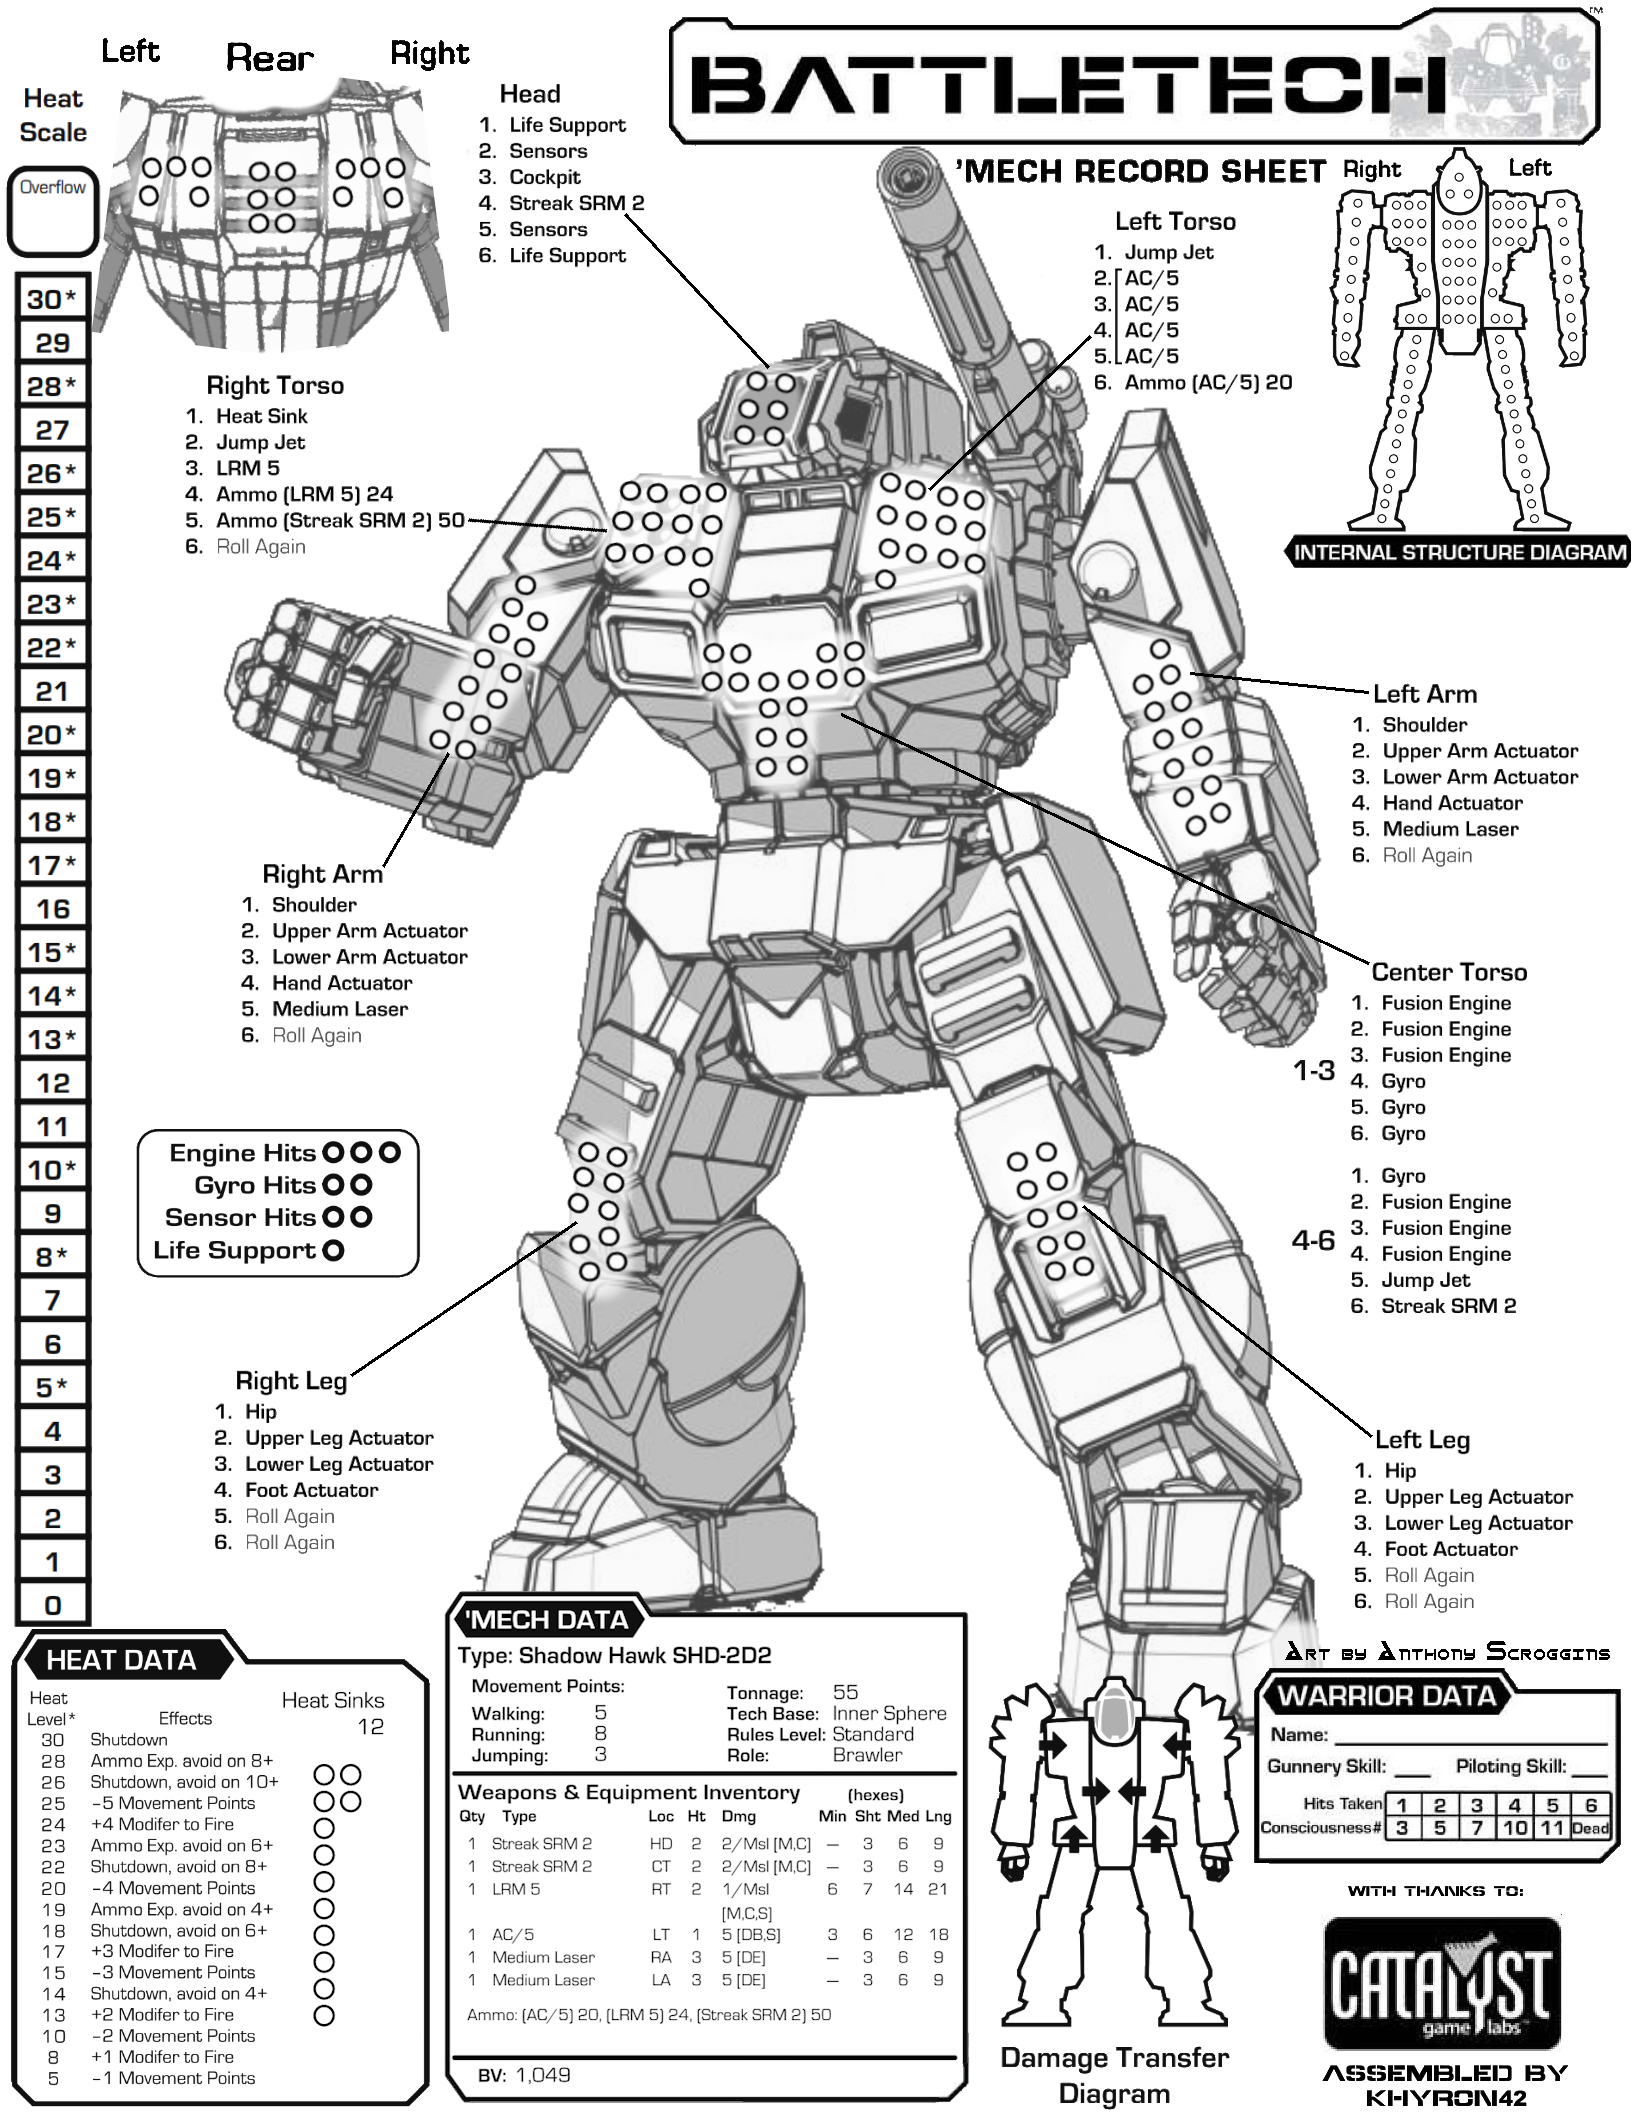 Left Rear Right
Heat
Scale
Overflow
30*
29
28*
27
26*
25*
24*
23*
22*
21
20*
19*
18*
17*
16
15*
14*
13*
12
11
10*
9
8*
7
6
5*
4
3
2
1
0
Head
1. Life Support
2. Sensors
3. Cockpit
4. Streak SRM 2
5. Sensors
6. Life Support
BATTLETECH
TM
'MECH RECORD SHEET
Right Left
INTERNAL STRUCTURE DIAGRAM
Left Torso
1. Jump Jet
2. AC/5
3. AC/5
4. AC/5
5. AC/5
6. Ammo (AC/5) 20
Right Torso
1. Heat Sink
2. Jump Jet
3. LRM 5
4. Ammo (LRM 5) 24
5. Ammo (Streak SRM 2) 50
6. Roll Again
Left Arm
1. Shoulder
2. Upper Arm Actuator
3. Lower Arm Actuator
4. Hand Actuator
5. Medium Laser
6. Roll Again
Right Arm
1. Shoulder
2. Upper Arm Actuator
3. Lower Arm Actuator
4. Hand Actuator
5. Medium Laser
6. Roll Again
Center Torso
1. Fusion Engine
2. Fusion Engine
3. Fusion Engine
1-3
4. Gyro
5. Gyro
6. Gyro
1. Gyro
2. Fusion Engine
3. Fusion Engine
4-6
4. Fusion Engine
5. Jump Jet
6. Streak SRM 2
Engine Hits
Gyro Hits
Sensor Hits
Life Support
Right Leg
1. Hip
2. Upper Leg Actuator
3. Lower Leg Actuator
4. Foot Actuator
5. Roll Again
6. Roll Again
Left Leg
1. Hip
2. Upper Leg Actuator
3. Lower Leg Actuator
4. Foot Actuator
5. Roll Again
6. Roll Again
HEAT DATA
Heat
Level* Effects
Heat Sinks
12
30 Shutdown
28 Ammo Exp. avoid on 8+
26 Shutdown, avoid on 10+
25 -5 Movement Points
24 +4 Modifer to Fire
23 Ammo Exp. avoid on 6+
22 Shutdown, avoid on 8+
20 -4 Movement Points
19 Ammo Exp. avoid on 4+
18 Shutdown, avoid on 6+
17 +3 Modifer to Fire
15 -3 Movement Points
14 Shutdown, avoid on 4+
13 +2 Modifer to Fire
10 -2 Movement Points
8 +1 Modifer to Fire
5 -1 Movement Points
'MECH DATA
Type: Shadow Hawk SHD-2D2
Movement Points:
Walking: 5
Running: 8
Jumping: 3
Tonnage: 55
Tech Base: Inner Sphere
Rules Level: Standard
Role: Brawler
Weapons & Equipment Inventory (hexes)
Qty Type Loc Ht Dmg Min Sht Med Lng
1 Streak SRM 2 HD 2 2/Msl [M,C] — 3 6 9
1 Streak SRM 2 CT 2 2/Msl [M,C] — 3 6 9
1 LRM 5 RT 2 1/Msl 6 7 14 21
[M,C,S]
1 AC/5 LT 1 5 [DB,S] 3 6 12 18
1 Medium Laser RA 3 5 [DE] — 3 6 9
1 Medium Laser LA 3 5 [DE] — 3 6 9
Ammo: (AC/5) 20, (LRM 5) 24, (Streak SRM 2) 50
BV: 1,049
Damage Transfer
Diagram
Art by Anthony Scroggins
WARRIOR DATA
Name:
Gunnery Skill: Piloting Skill:
Hits Taken 1 2 3 4 5 6
Consciousness# 3 5 7 10 11 Dead
WITH THANKS TO:
CATALYST
game labs
ASSEMBLED BY
KHYRON42